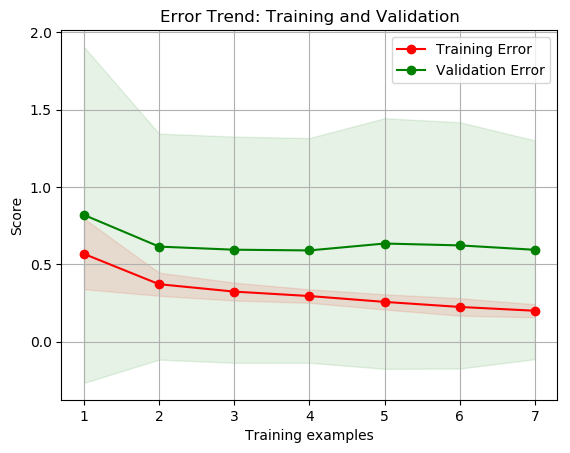 Error Trend: Training and Validation
2.0
1.5
1.0
0.5
0.0
Score
Training Error
Validation Error
1 2 3 4 5 6 7
Training examples